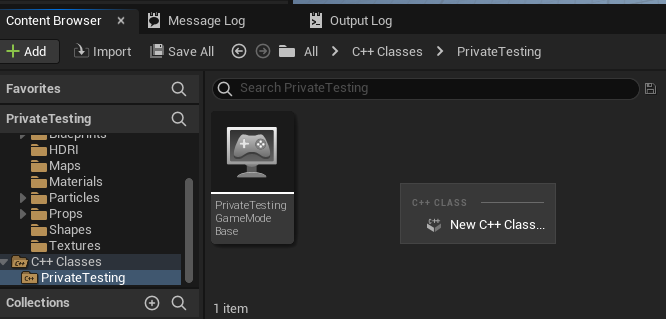 Content Browser
Message Log
Output Log
Add
Import
Save All
All
C++ Classes
PrivateTesting
Favorites
Search PrivateTesting
PrivateTesting
Blueprints
HDRI
Maps
Materials
Particles
Props
Shapes
Textures
C++ Classes
PrivateTesting
Collections
PrivateTesting
GameMode
Base
C++ CLASS
New C++ Class...
1 item